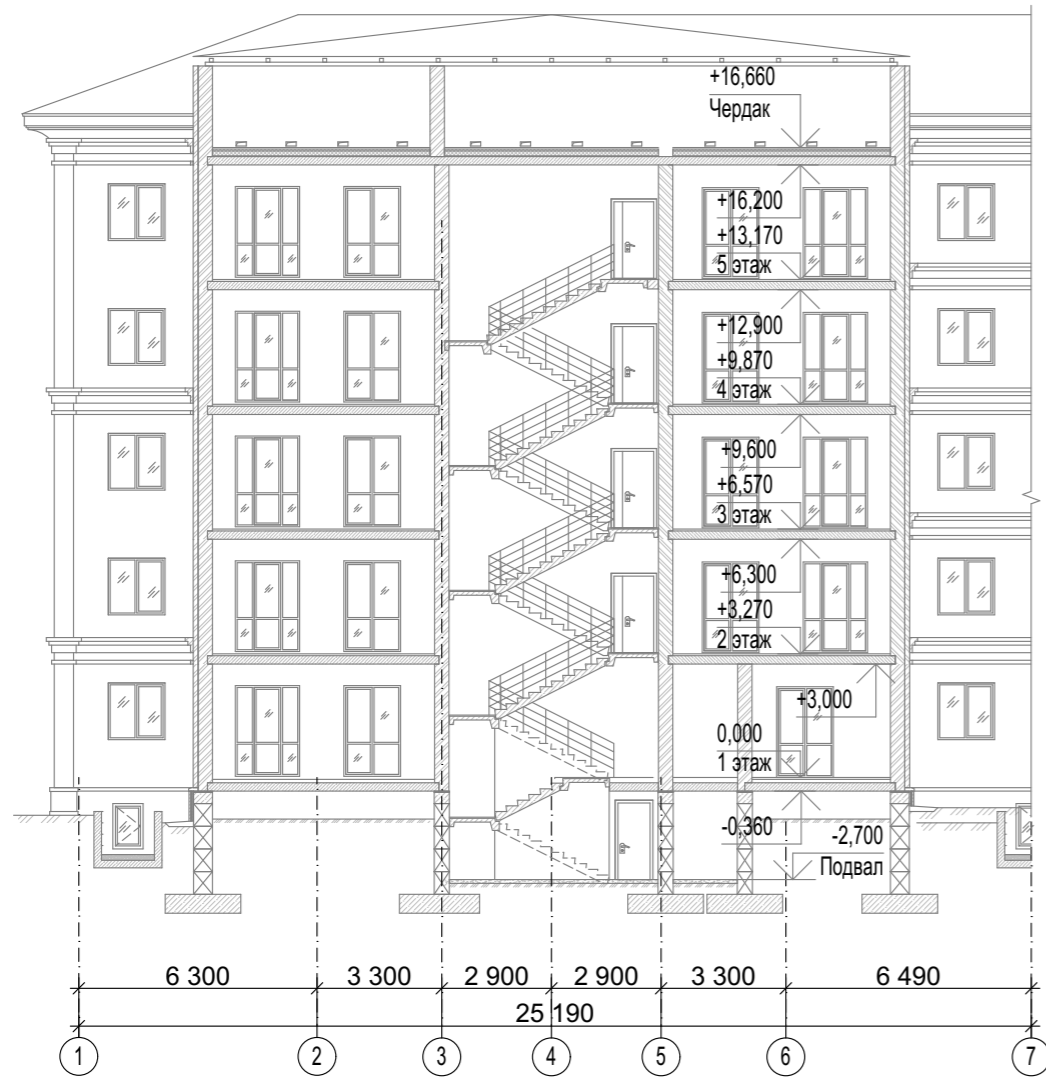 +16,660
Чердак
+16,200
+13,170
5 этаж
+12,900
+9,870
4 этаж
+9,600
+6,570
3 этаж
+6,300
+3,270
2 этаж
+3,000
0,000
1 этаж
-0,360
-2,700
Подвал
6 300 3 300 2 900 2 900 3 300 6 490
25 190
1 2 3 4 5 6 7